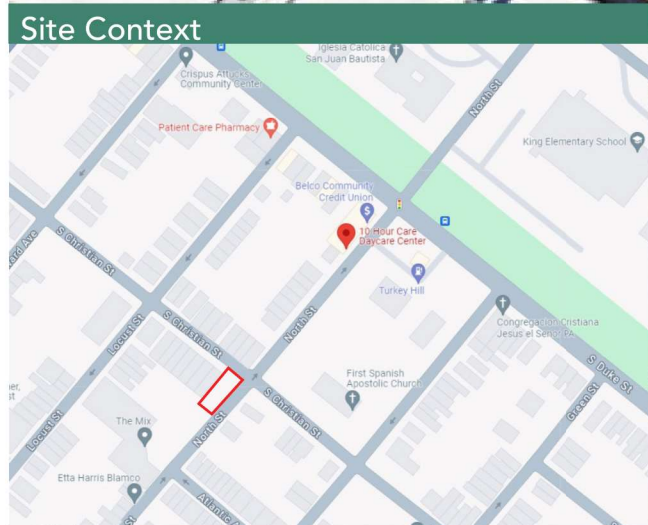 Site Context
Iglesia Catolica
San Juan Bautista
Crispus Attucks
Community Center
North St
Patient Care Pharmacy
King Elementary School
Belco Community
Credit Union
10 Hour Care
Daycare Center
S Christian St
Turkey Hill
Congregacion Cristiana
Jesus el Señor, PA
Locust St
S Christian St
North St
S Duke St
First Spanish
Apostolic Church
Green St
The Mix
North St
S Christian St
Locust St
Etta Harris Blamco